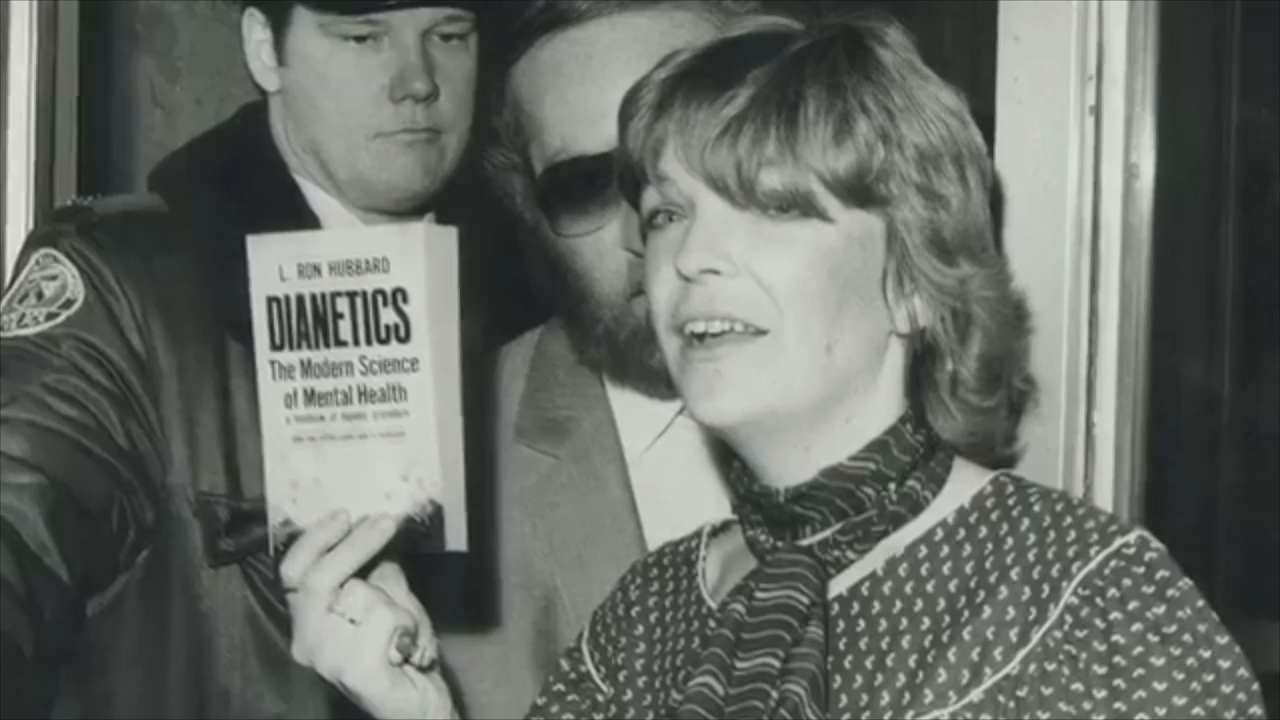 L. RON HUBBARD
DIANETICS
The Modern Science
of Mental Health